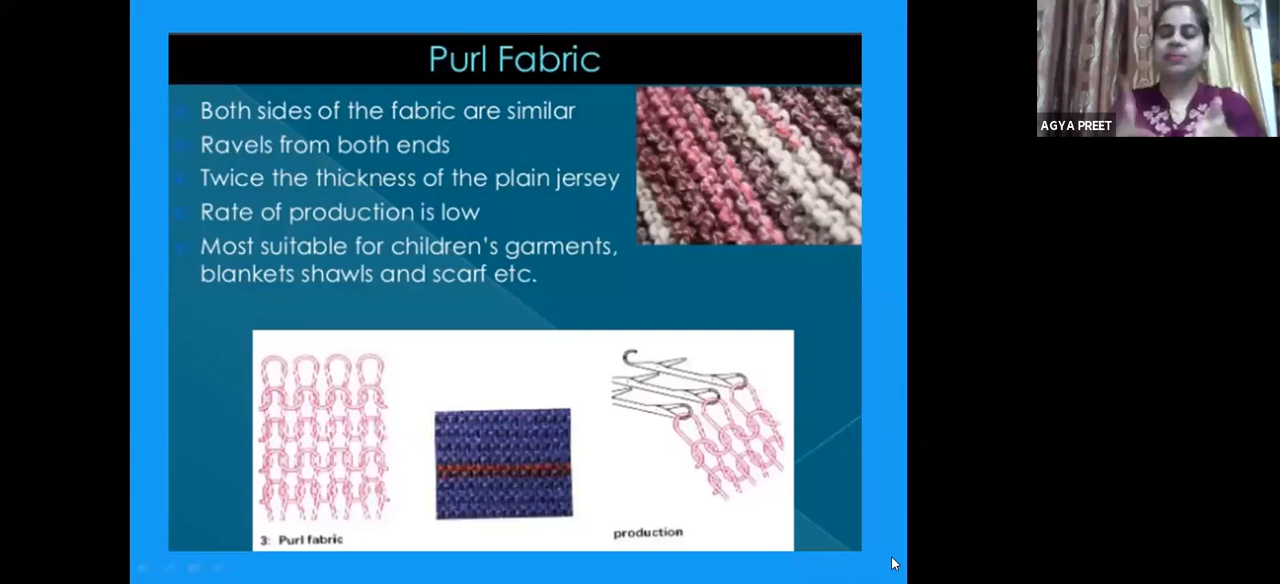 Purl Fabric
Both sides of the fabric are similar
Ravels from both ends
Twice the thickness of the plain jersey
Rate of production is low
Most suitable for children's garments,
blankets shawls and scarf etc.
3: Purl fabric
production
AGYA PREET